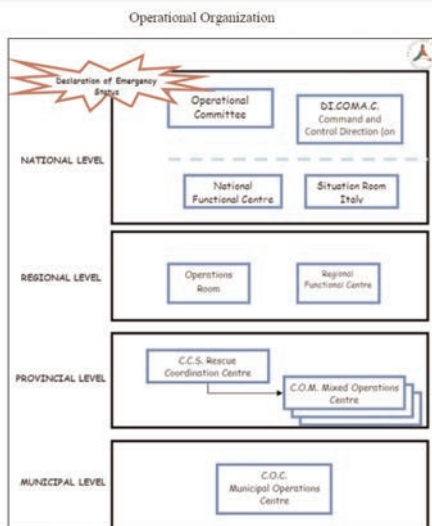 Operational Organization
Declaration of Emergency
Status
Operational
Committee
DI.COMA.C.
Command and
Control Direction (on
NATIONAL LEVEL
National
Functional Centre
Situation Room
Italy
REGIONAL LEVEL
Operations
Room
Regional
Functional Centre
PROVINCIAL LEVEL
C.C.S. Rescue
Coordination Centre
C.O.M. Mixed Operations
Centre
MUNICIPAL LEVEL
C.O.C.
Municipal Operations
Centre